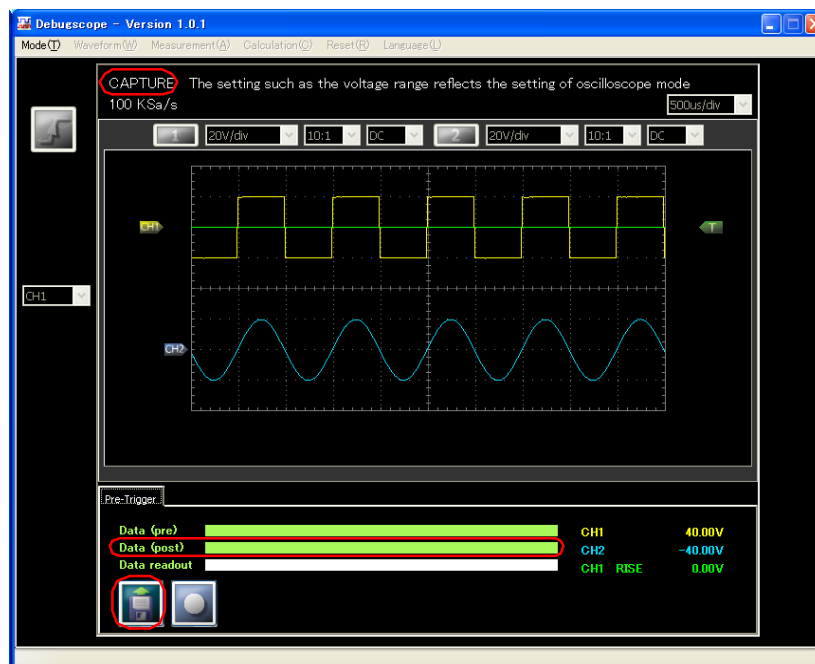 Debugscope - Version 1.0.1
Mode(T) Waveform(W) Measurement(A) Calculation(C) Reset(R) Language(L)
CAPTURE The setting such as the voltage range reflects the setting of oscilloscope mode
100 KSa/s
500us/div
1 20V/div 10:1 DC 2 20V/div 10:1 DC
CH1
T
CH1
CH2
Pre-Trigger
Data (pre)
CH1 40.00V
Data (post)
CH2 -40.00V
Data readout
CH1 RISE 0.00V